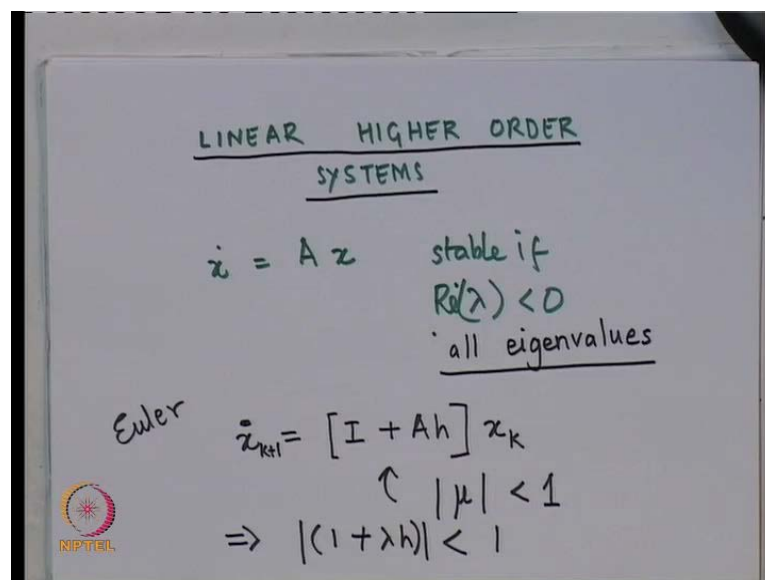 LINEAR HIGHER ORDER
SYSTEMS
ẋ = A x stable if
Re(λ) < 0
all eigenvalues
Euler ẋₖ₊₁ = [I + Ah] xₖ
↑ |μ| < 1
⇒ |(1 + λh)| < 1
NPTEL